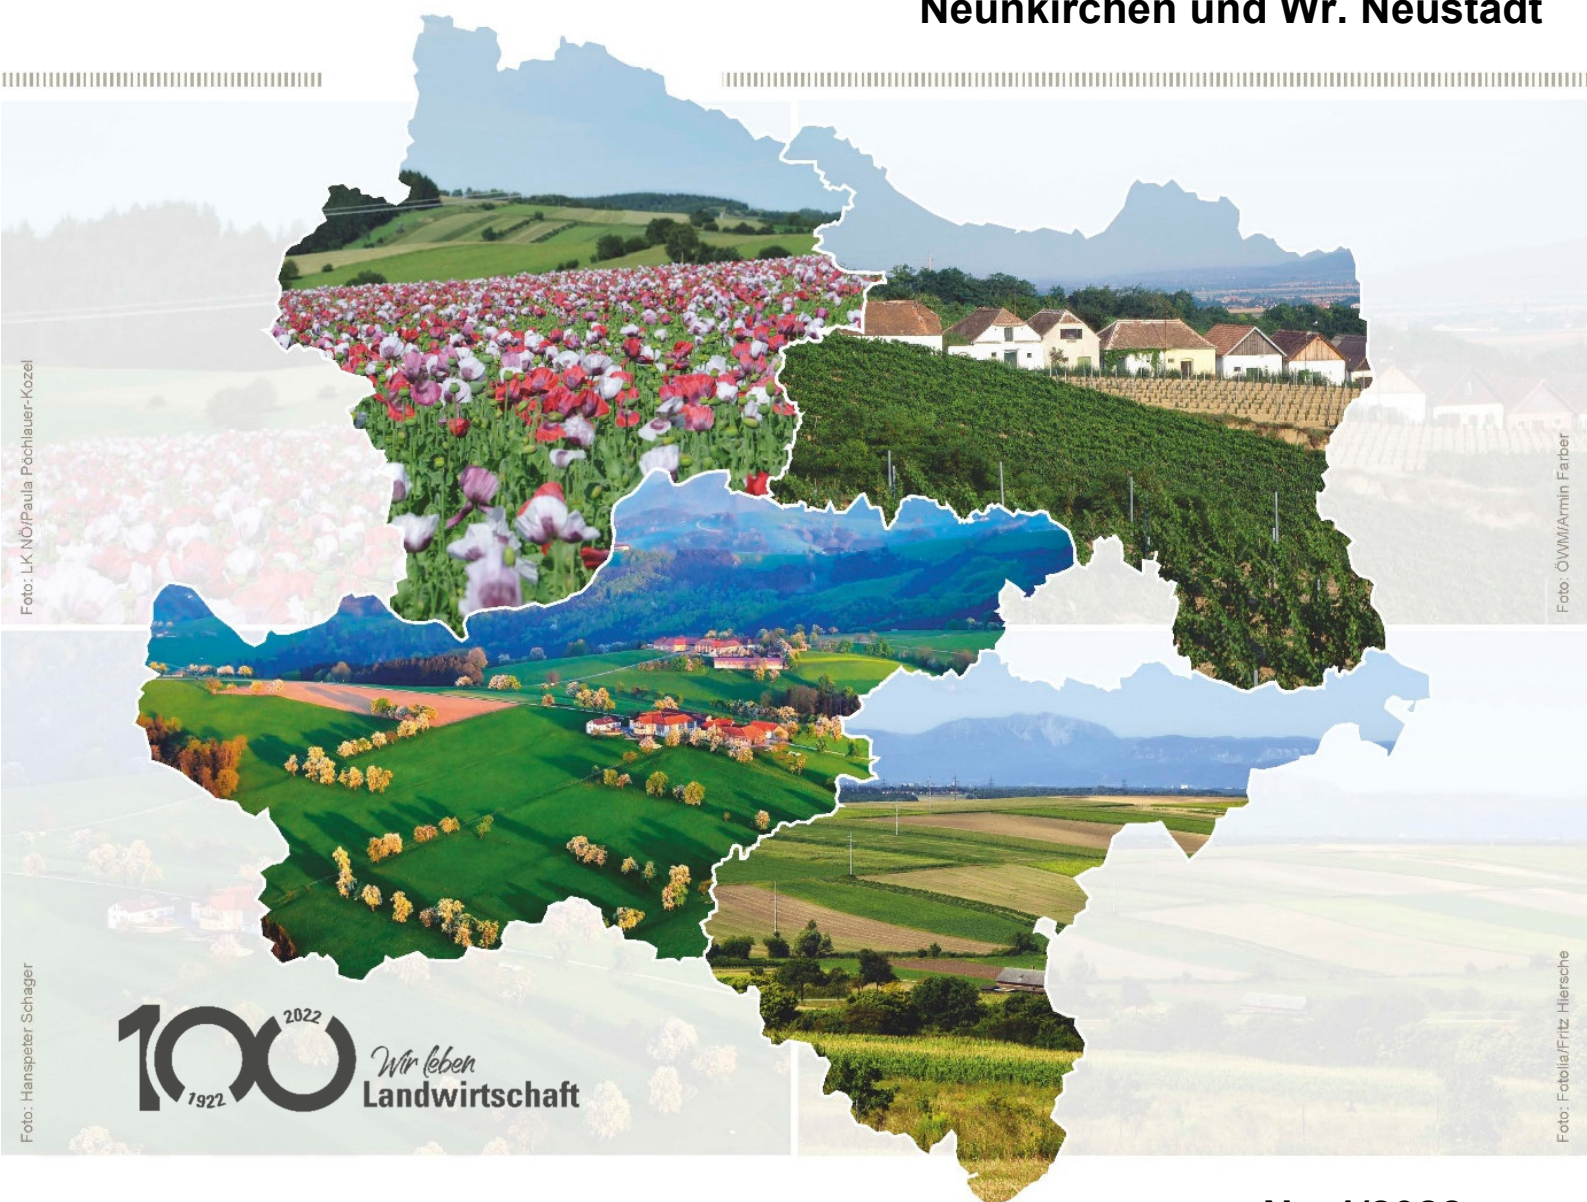 Neunkirchen und Wr. Neustadt
Foto: LK NÖ/Paula Pöchlauer-Kozel
Foto: ÖWM/Armin Farber
Foto: Hanspeter Schager
Foto: Fotolia/Fritz Hiersche
100
2022
1922
Wir leben
Landwirtschaft